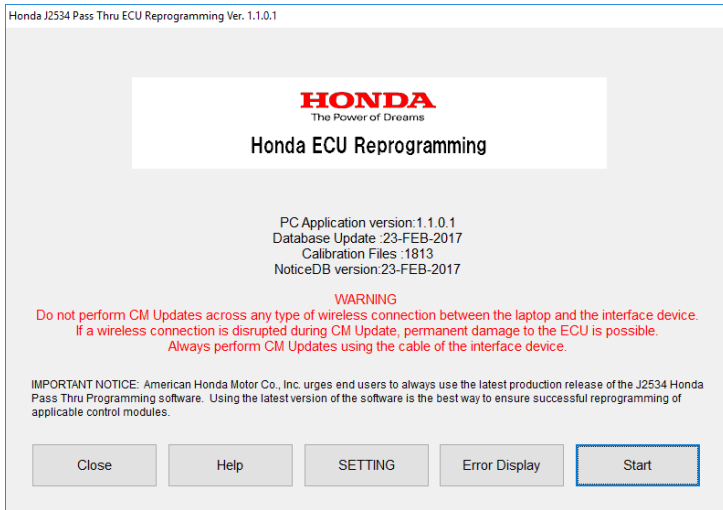 Honda J2534 Pass Thru ECU Reprogramming Ver. 1.1.0.1
HONDA
The Power of Dreams
Honda ECU Reprogramming
PC Application version:1.1.0.1
Database Update :23-FEB-2017
Calibration Files :1813
NoticeDB version:23-FEB-2017
WARNING
Do not perform CM Updates across any type of wireless connection between the laptop and the interface device.
If a wireless connection is disrupted during CM Update, permanent damage to the ECU is possible.
Always perform CM Updates using the cable of the interface device.
IMPORTANT NOTICE: American Honda Motor Co., Inc. urges end users to always use the latest production release of the J2534 Honda
Pass Thru Programming software. Using the latest version of the software is the best way to ensure successful reprogramming of
applicable control modules.
Close Help SETTING Error Display Start